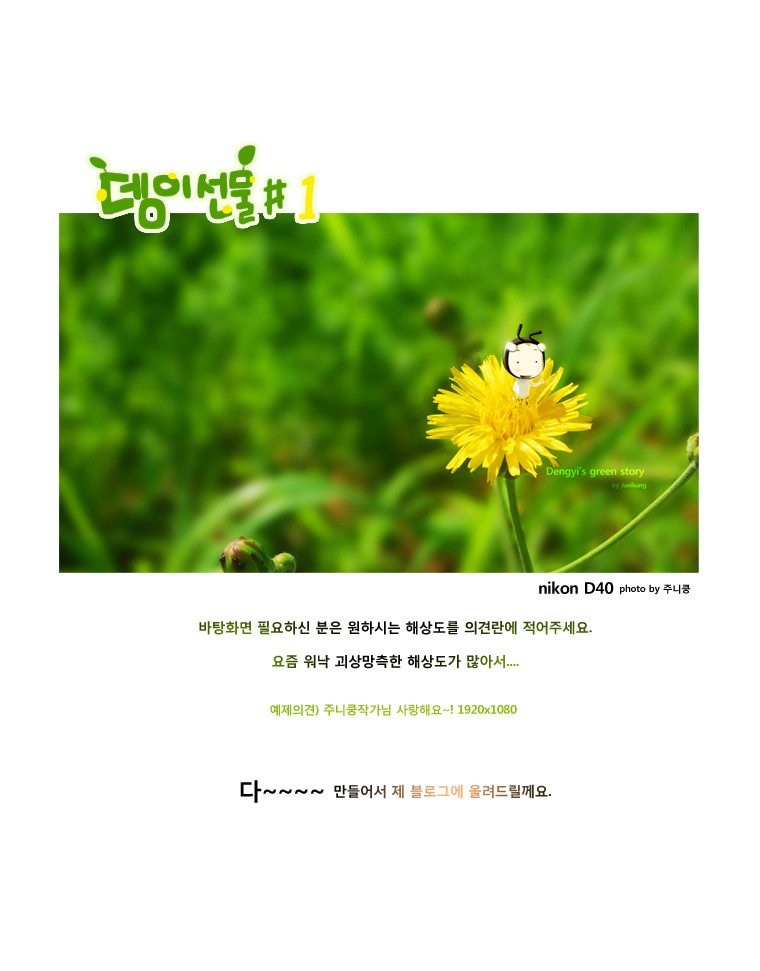 뎅이선물# 1
Dengyi's green story
by Junikung
nikon D40 photo by 주니쿵
바탕화면 필요하신 분은 원하시는 해상도를 의견란에 적어주세요.
요즘 워낙 괴상망측한 해상도가 많아서....
예제의견) 주니쿵작가님 사랑해요~! 1920x1080
다~~~~ 만들어서 제 블로그에 올려드릴께요.